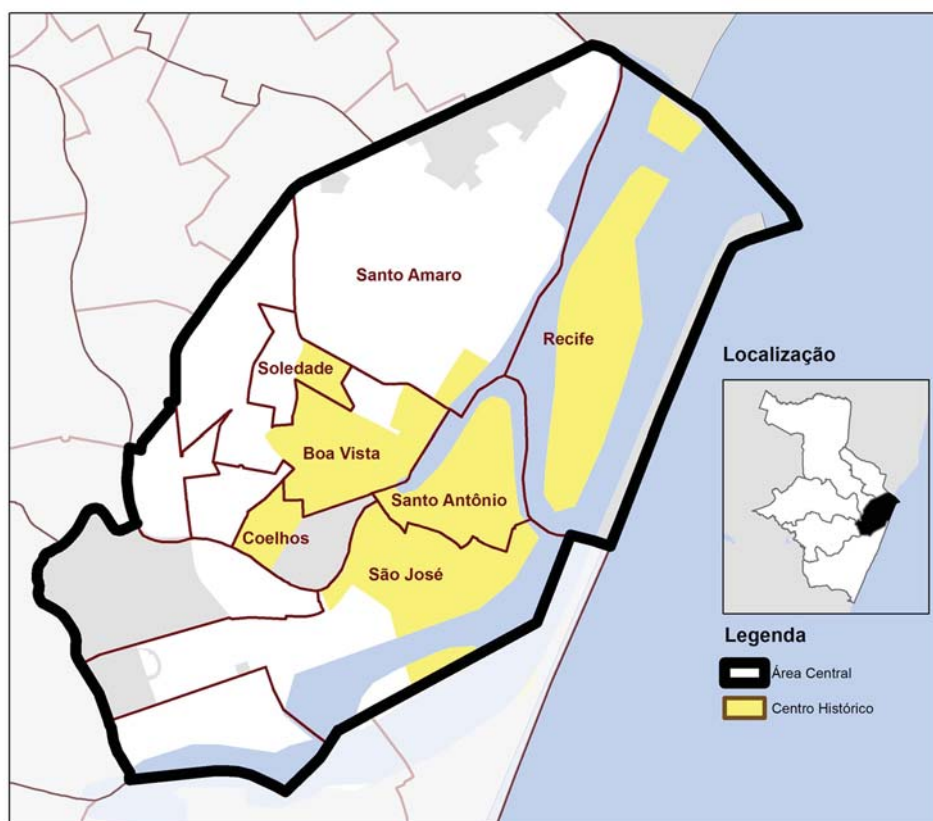 Santo Amaro
Recife
Localização
Soledade
Boa Vista
Santo Antônio
Coelhos
São José
Legenda
Área Central
Centro Histórico